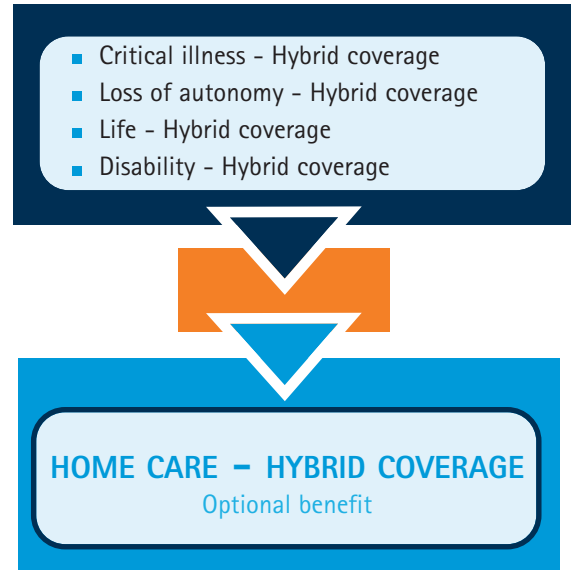 Critical illness - Hybrid coverage
Loss of autonomy - Hybrid coverage
Life - Hybrid coverage
Disability - Hybrid coverage
HOME CARE – HYBRID COVERAGE
Optional benefit